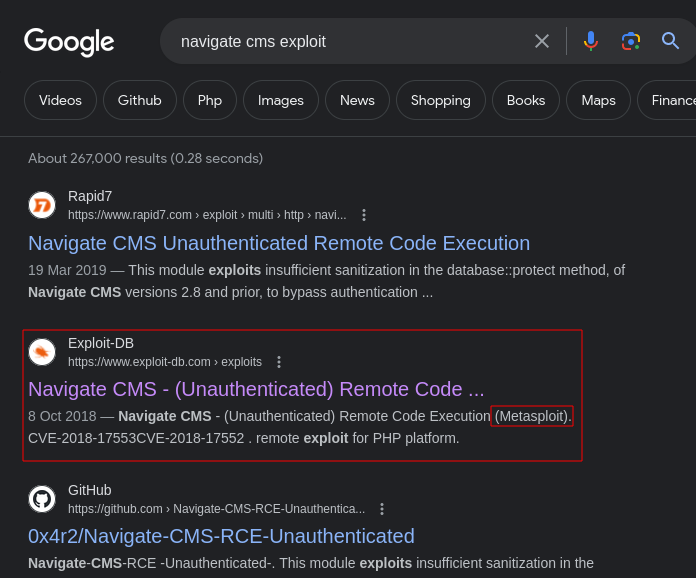 Google
navigate cms exploit
Videos Github Php Images News Shopping Books Maps Finance
About 267,000 results (0.28 seconds)
Rapid7
https://www.rapid7.com › exploit › multi › http › navi...
Navigate CMS Unauthenticated Remote Code Execution
19 Mar 2019 — This module exploits insufficient sanitization in the database::protect method, of
Navigate CMS versions 2.8 and prior, to bypass authentication ...
Exploit-DB
https://www.exploit-db.com › exploits
Navigate CMS - (Unauthenticated) Remote Code ...
8 Oct 2018 — Navigate CMS - (Unauthenticated) Remote Code Execution (Metasploit).
CVE-2018-17553CVE-2018-17552 . remote exploit for PHP platform.
GitHub
https://github.com › Navigate-CMS-RCE-Unauthentica...
0x4r2/Navigate-CMS-RCE-Unauthenticated
Navigate-CMS-RCE -Unauthenticated-. This module exploits insufficient sanitization in the